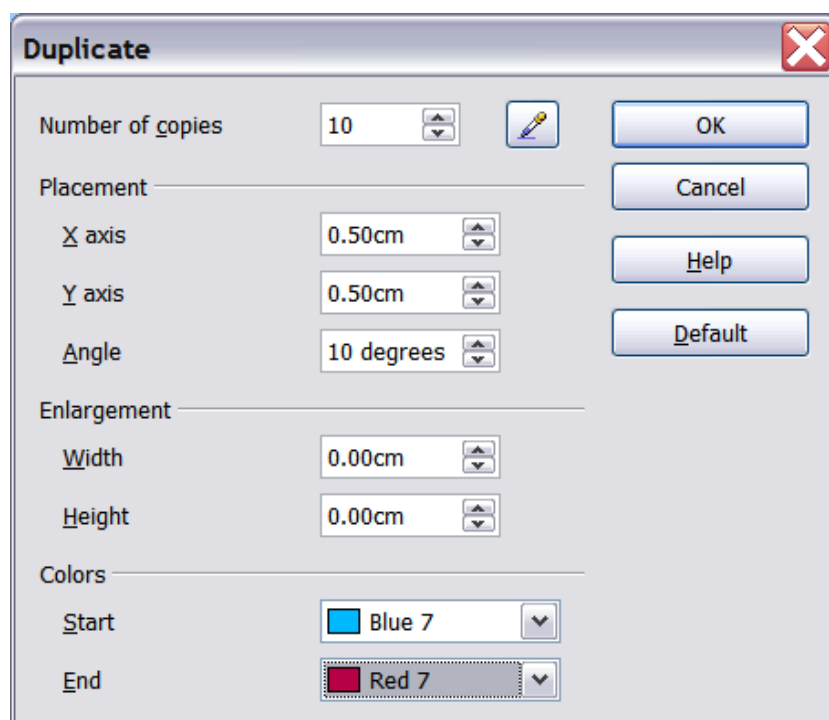 Duplicate
Number of copies 10 OK
Placement Cancel
X axis 0.50cm
Help
Y axis 0.50cm
Default
Angle 10 degrees
Enlargement
Width 0.00cm
Height 0.00cm
Colors
Start Blue 7
End Red 7